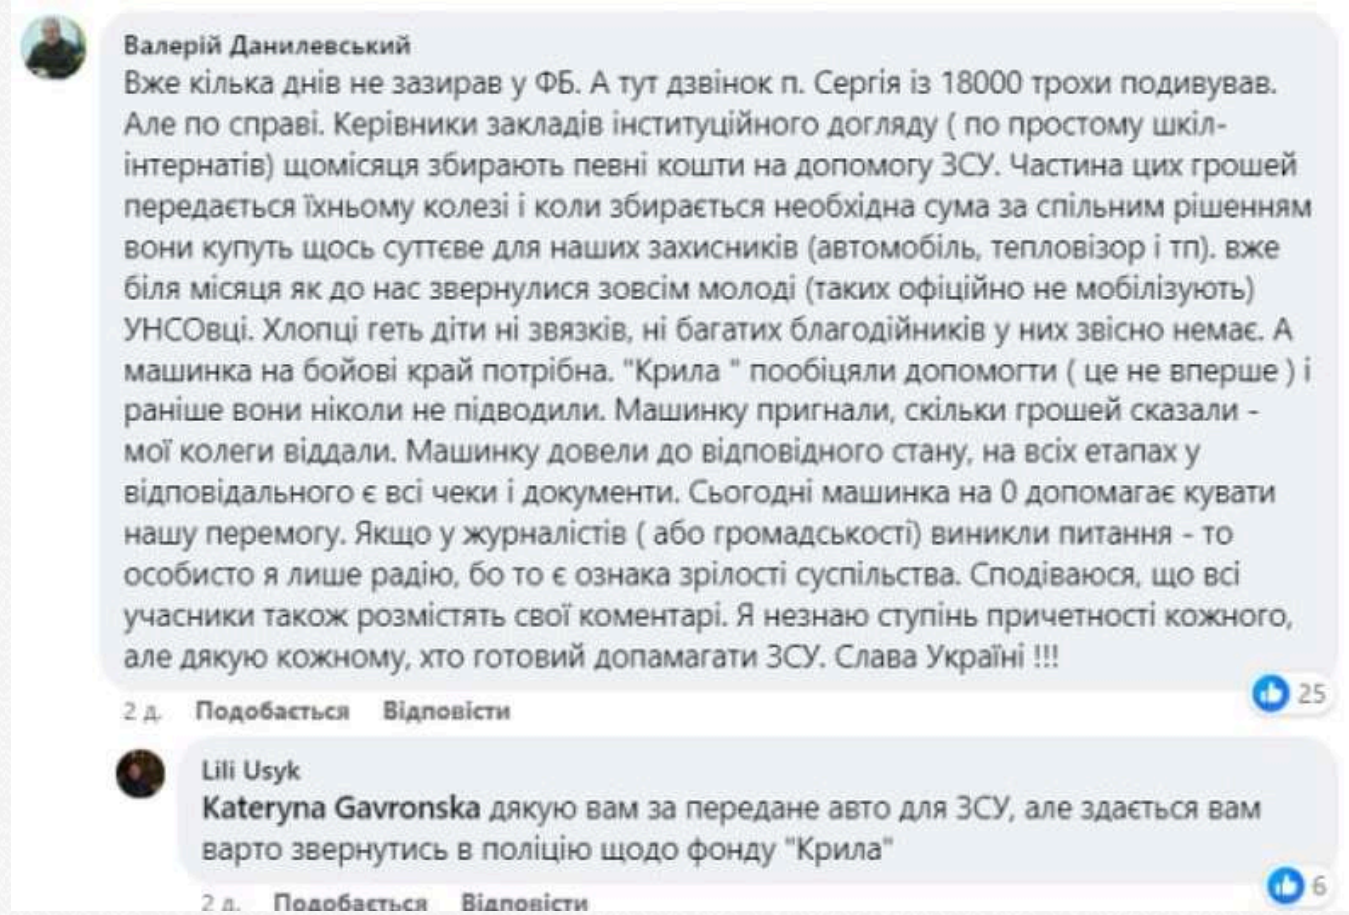 Валерій Данилевський
Вже кілька днів не зазирав у ФБ. А тут дзвінок п. Сергія із 18000 трохи подивував.
Але по справі. Керівники закладів інституційного догляду ( по простому шкіл-
інтернатів) щомісяця збирають певні кошти на допомогу ЗСУ. Частина цих грошей
передається їхньому колезі і коли збирається необхідна сума за спільним рішенням
вони купуть щось суттєве для наших захисників (автомобіль, тепловізор і тп). вже
біля місяця як до нас звернулися зовсім молоді (таких офіційно не мобілізують)
УНСОвці. Хлопці геть діти ні звязків, ні багатих благодійників у них звісно немає. А
машинка на бойові край потрібна. "Крила " пообіцяли допомогти ( це не вперше ) і
раніше вони ніколи не підводили. Машинку пригнали, скільки грошей сказали -
мої колеги віддали. Машинку довели до відповідного стану, на всіх етапах у
відповідального є всі чеки і документи. Сьогодні машинка на 0 допомагає кувати
нашу перемогу. Якщо у журналістів ( або громадськості) виникли питання - то
особисто я лише радію, бо то є ознака зрілості суспільства. Сподіваюся, що всі
учасники також розмістять свої коментарі. Я незнаю ступінь причетності кожного,
але дякую кожному, хто готовий допамагати ЗСУ. Слава Україні !!!
25
2 д. Подобається Відповісти
Lili Usyk
Kateryna Gavronska дякую вам за передане авто для ЗСУ, але здається вам
варто звернутись в поліцію щодо фонду "Крила"
6
2 д. Подобається Відповісти